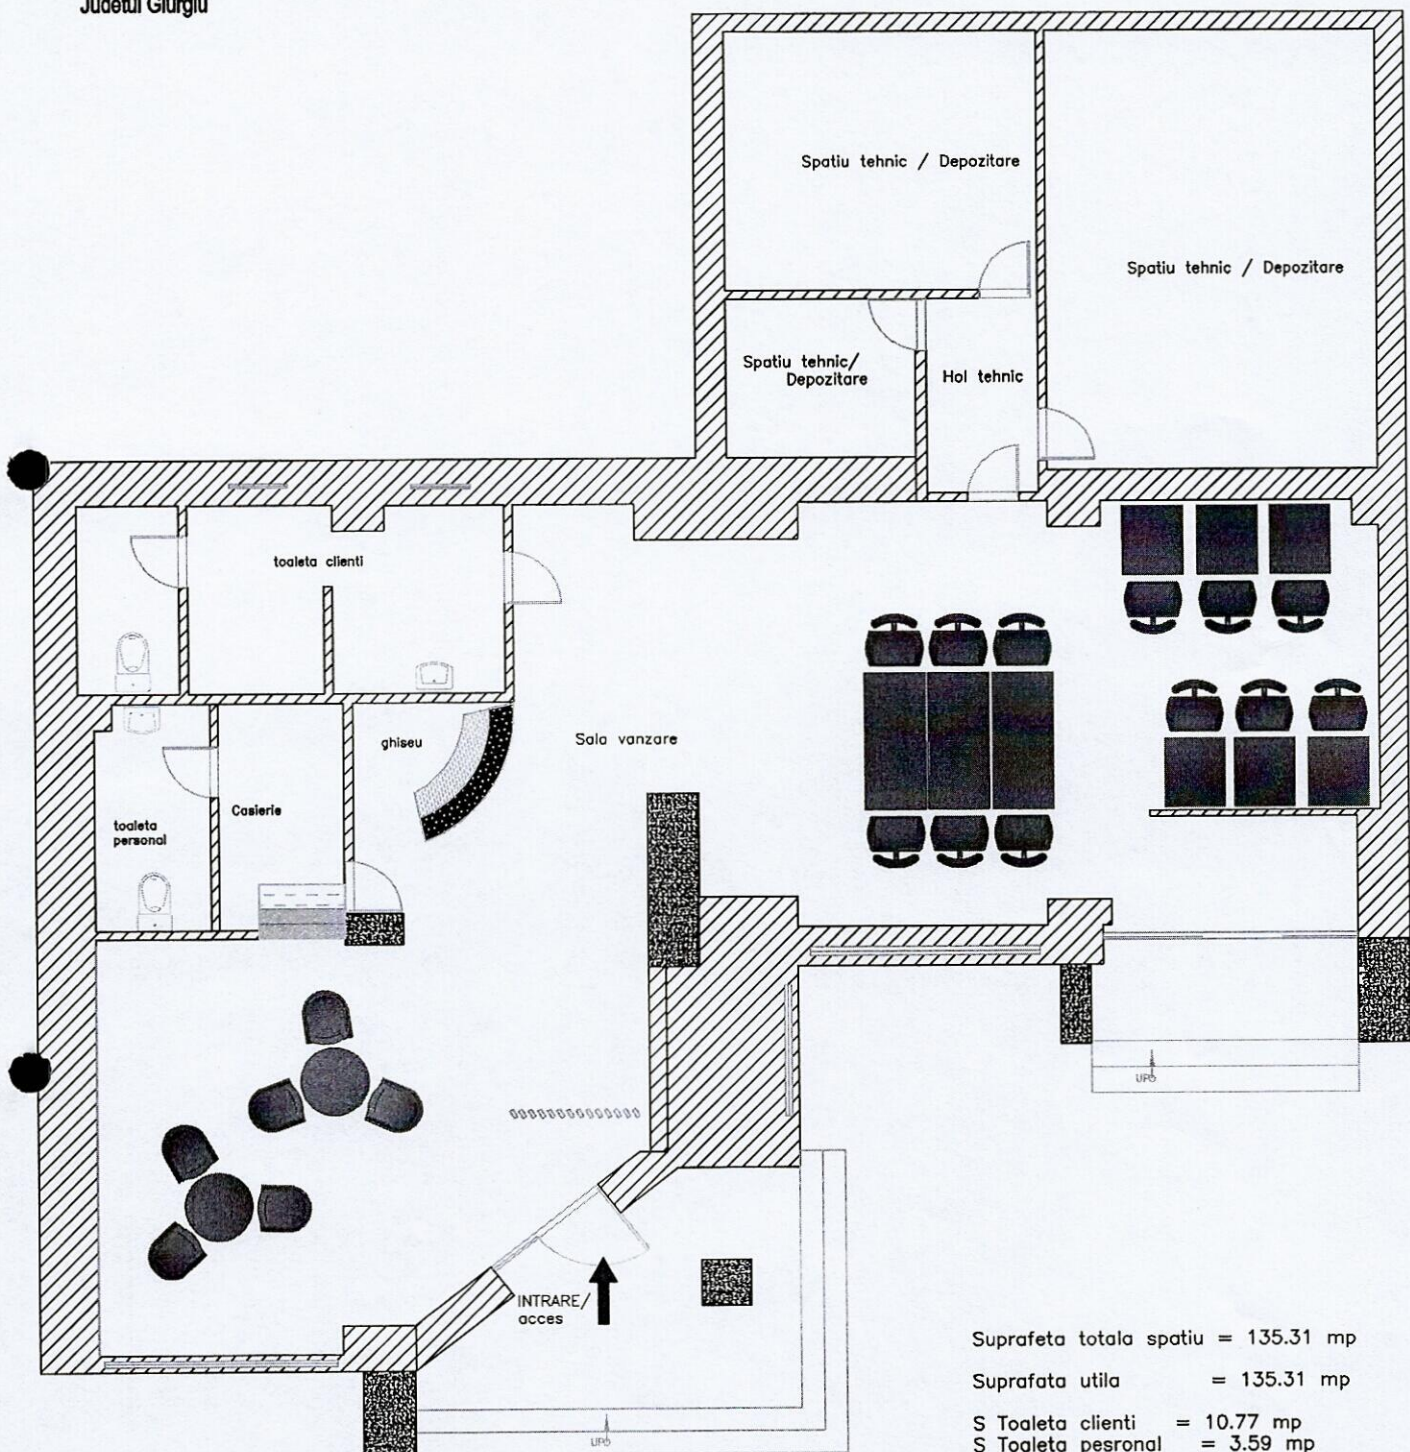 Judetul Giurgiu
Spatiu tehnic / Depozitare
Spatiu tehnic / Depozitare
Spatiu tehnic/
Depozitare
Hol tehnic
toaleta clienti
ghiseu
Sala vanzare
Casierie
toaleta
personal
UP
INTRARE/
acces
UP
Suprafeta totala spatiu = 135.31 mp
Suprafata utila = 135.31 mp
S Toaleta clienti = 10.77 mp
S Toaleta pesronal = 3.59 mp